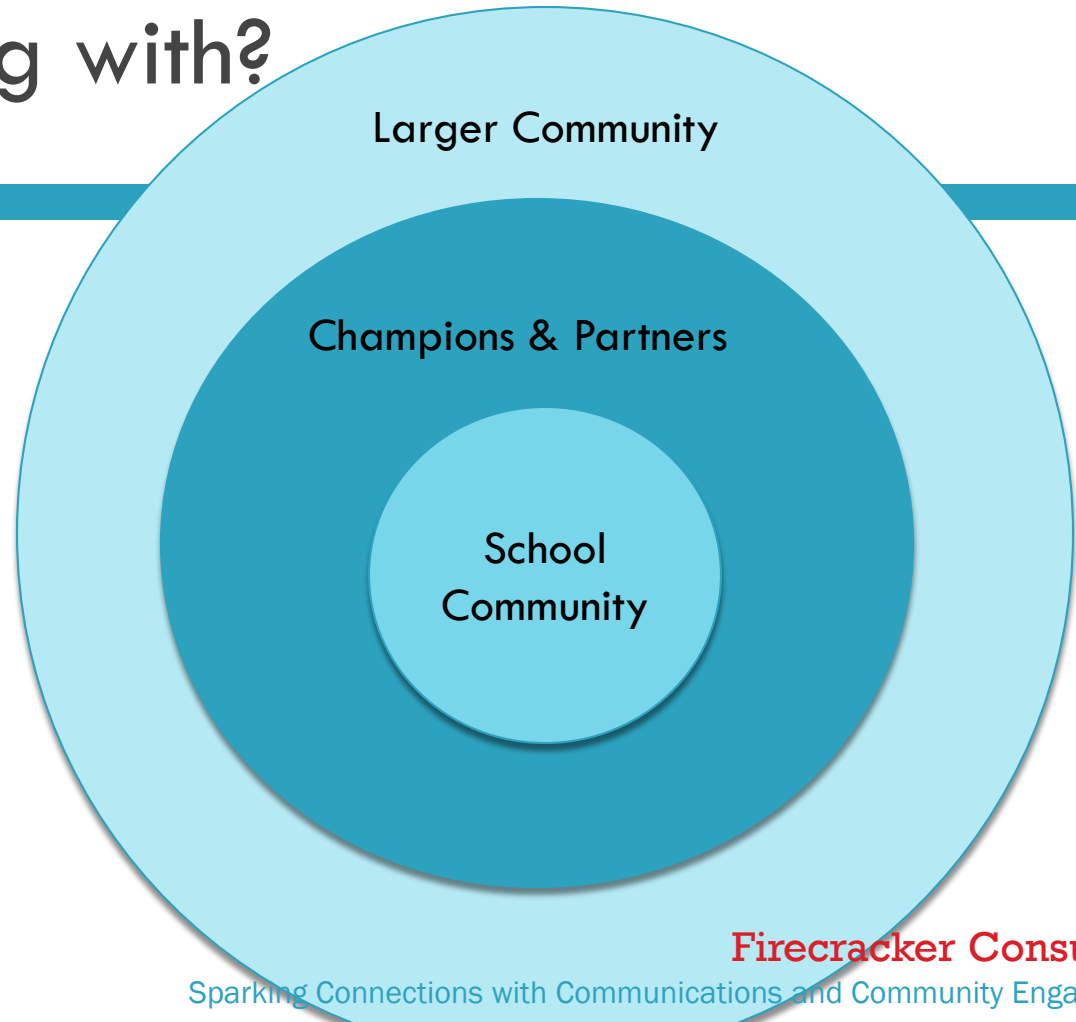 g with?
Larger Community
Champions & Partners
School
Community
Firecracker Consu
Sparking Connections with Communications and Community Enga